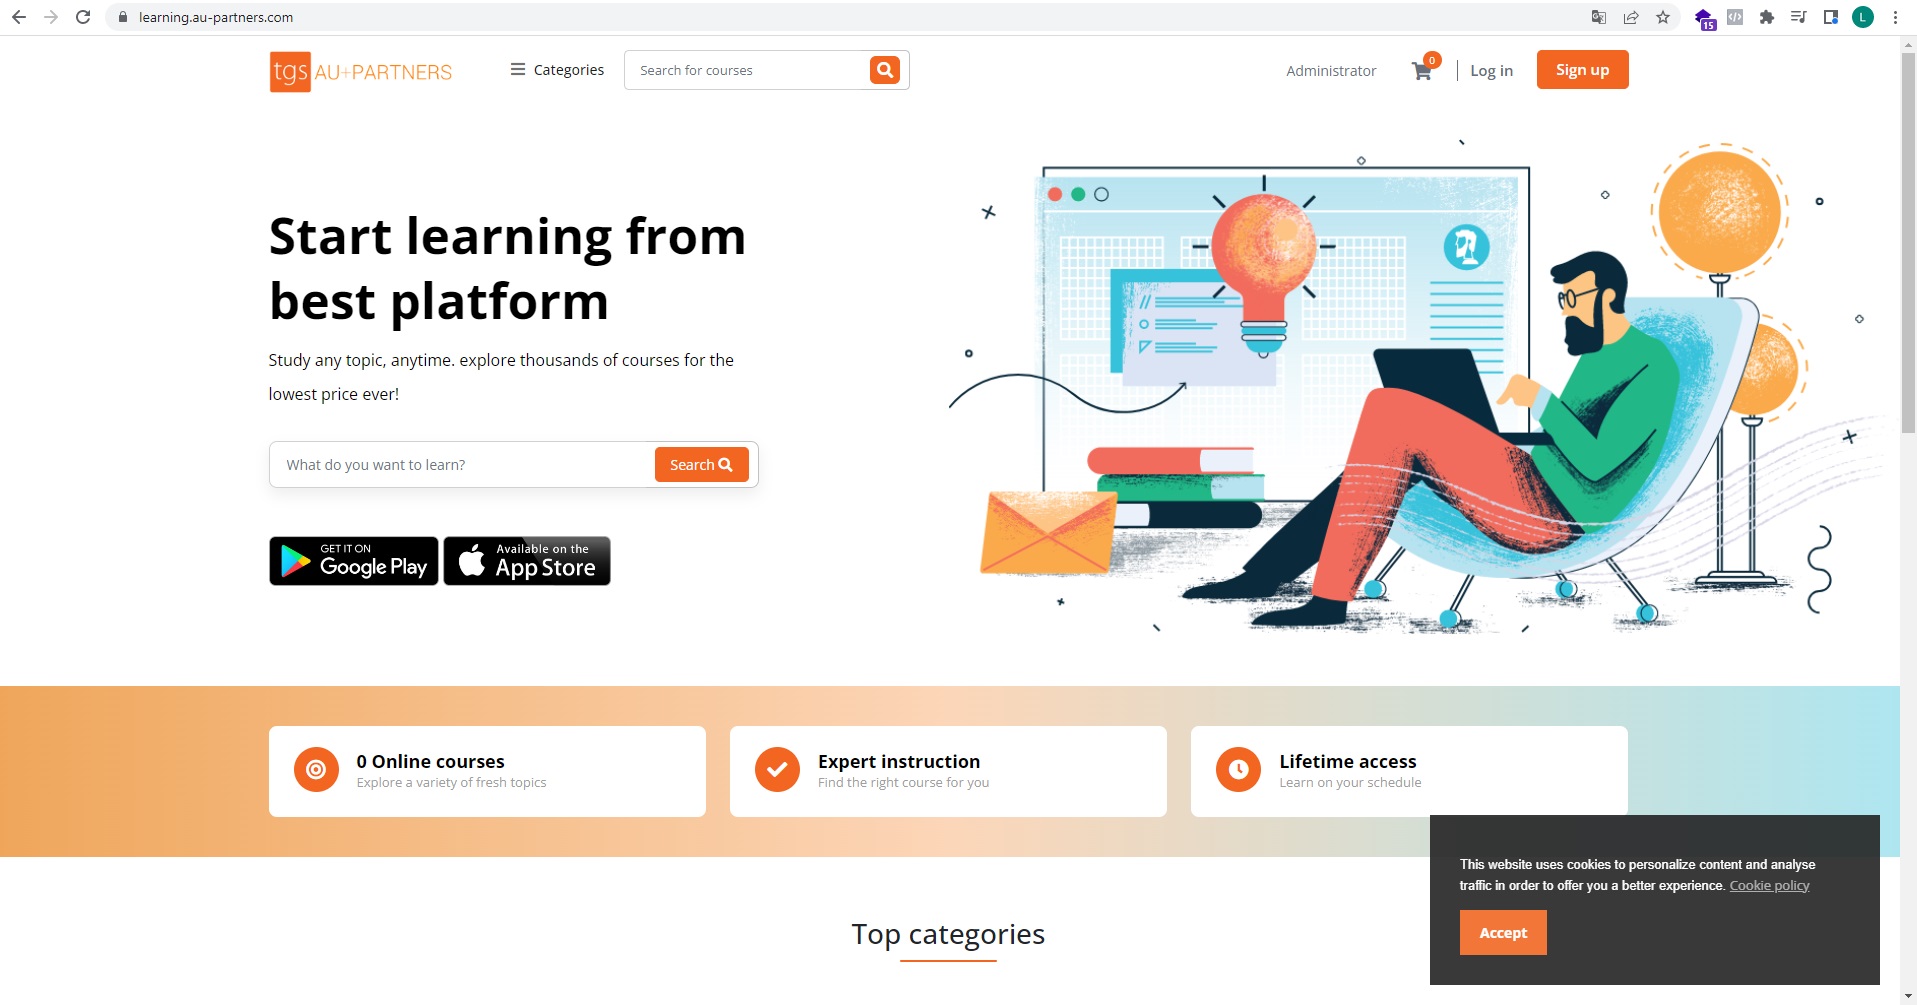 learning.au-partners.com
15
L
tgs AU+PARTNERS
Categories
Search for courses
Administrator
0
Log in
Sign up
Start learning from
best platform
Study any topic, anytime. explore thousands of courses for the
lowest price ever!
What do you want to learn?
Search
GET IT ON
Google Play
Available on the
App Store
0 Online courses
Explore a variety of fresh topics
Expert instruction
Find the right course for you
Lifetime access
Learn on your schedule
This website uses cookies to personalize content and analyse
traffic in order to offer you a better experience. Cookie policy
Accept
Top categories